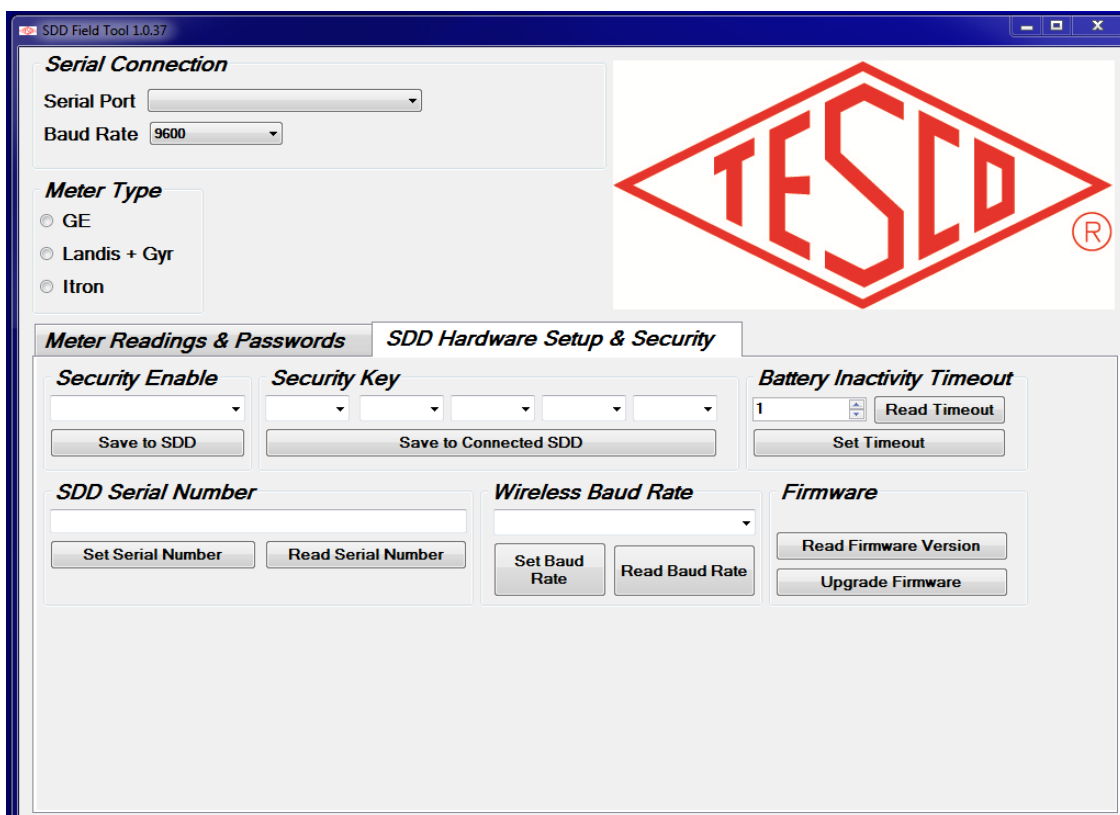 SDD Field Tool 1.0.37
Serial Connection
Serial Port
Baud Rate 9600
TESCO
®
Meter Type
GE
Landis + Gyr
Itron
Meter Readings & Passwords
SDD Hardware Setup & Security
Security Enable
Save to SDD
Security Key
Save to Connected SDD
Battery Inactivity Timeout
1 Read Timeout
Set Timeout
SDD Serial Number
Set Serial Number Read Serial Number
Wireless Baud Rate
Set Baud
Rate
Read Baud Rate
Firmware
Read Firmware Version
Upgrade Firmware